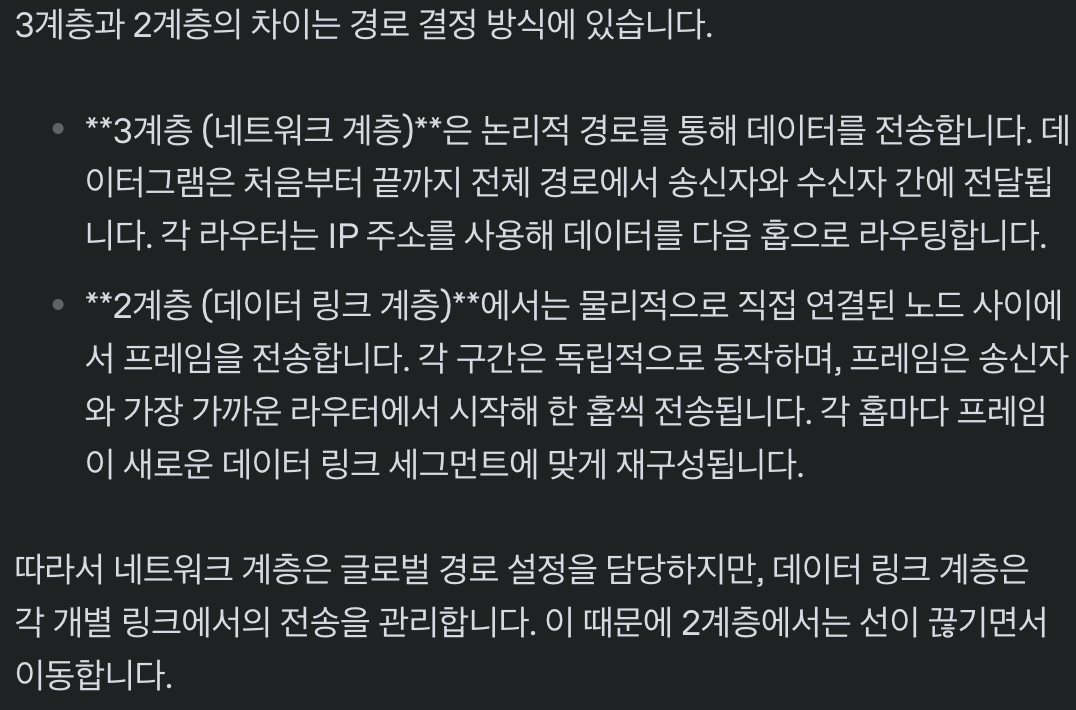 3계층과 2계층의 차이는 경로 결정 방식에 있습니다.
• **3계층 (네트워크 계층)**은 논리적 경로를 통해 데이터를 전송합니다. 데
이터그램은 처음부터 끝까지 전체 경로에서 송신자와 수신자 간에 전달됩
니다. 각 라우터는 IP 주소를 사용해 데이터를 다음 홉으로 라우팅합니다.
• **2계층 (데이터 링크 계층)**에서는 물리적으로 직접 연결된 노드 사이에
서 프레임을 전송합니다. 각 구간은 독립적으로 동작하며, 프레임은 송신자
와 가장 가까운 라우터에서 시작해 한 홉씩 전송됩니다. 각 홉마다 프레임
이 새로운 데이터 링크 세그먼트에 맞게 재구성됩니다.
따라서 네트워크 계층은 글로벌 경로 설정을 담당하지만, 데이터 링크 계층은
각 개별 링크에서의 전송을 관리합니다. 이 때문에 2계층에서는 선이 끊기면서
이동합니다.